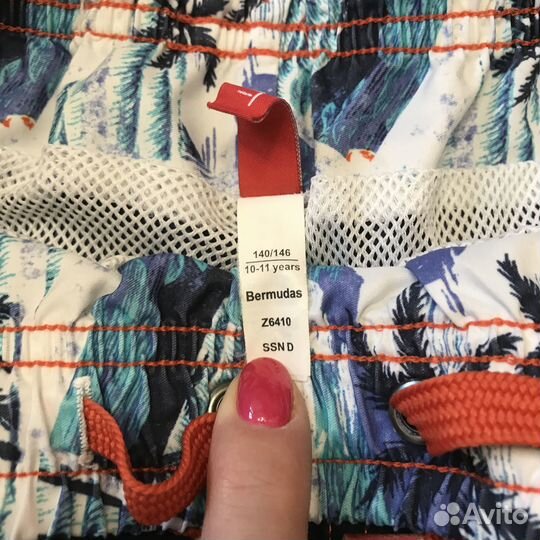 140/146
10-11 years
Bermudas
Z6410
SSN D
Avito